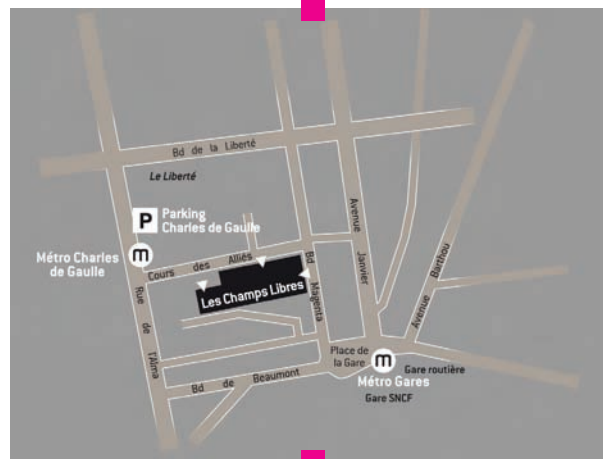 Bd de la Liberté
Le Liberté
P
Parking
Charles de Gaulle
m
Métro Charles
de Gaulle
Cours des Alliés
Les Champs Libres
Bd Magenta
Avenue Janvier
Avenue Barthou
Rue de l'Alma
Bd de Beaumont
Place de
la Gare
m
Métro Gares
Gare routière
Gare SNCF